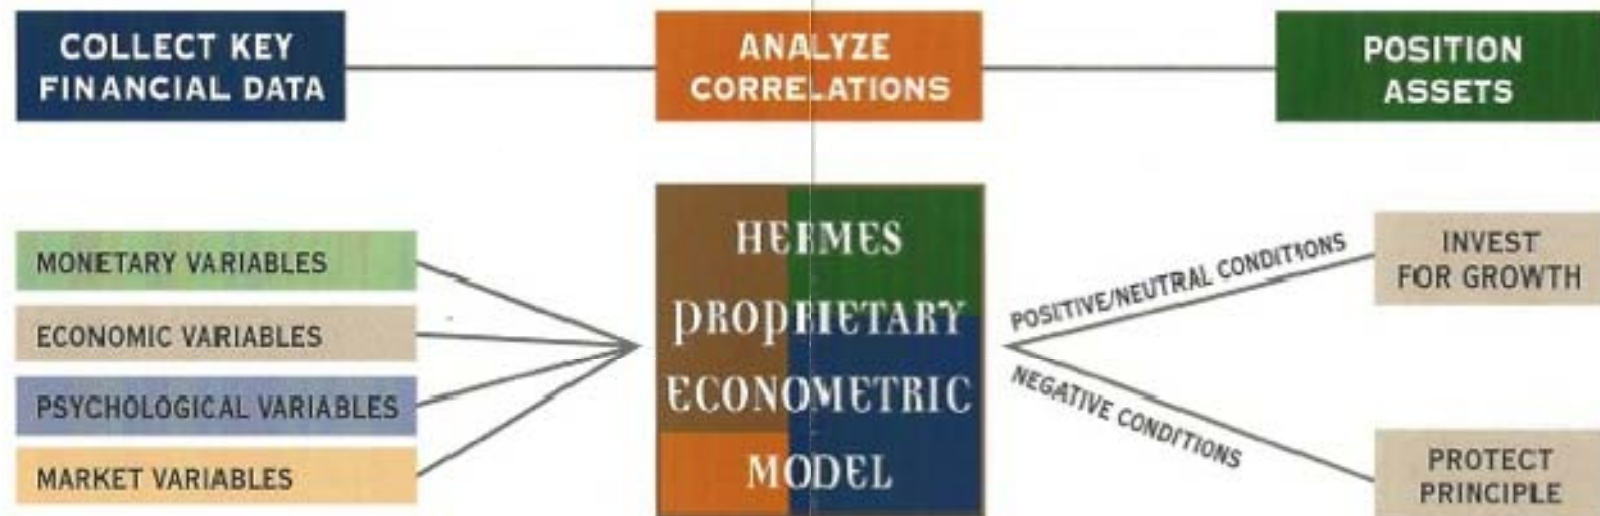 COLLECT KEY
FINANCIAL DATA
ANALYZE
CORRELATIONS
POSITION
ASSETS
MONETARY VARIABLES
ECONOMIC VARIABLES
PSYCHOLOGICAL VARIABLES
MARKET VARIABLES
HERMES
PROPRIETARY
ECONOMETRIC
MODEL
POSITIVE/NEUTRAL CONDITIONS
NEGATIVE CONDITIONS
INVEST
FOR GROWTH
PROTECT
PRINCIPLE